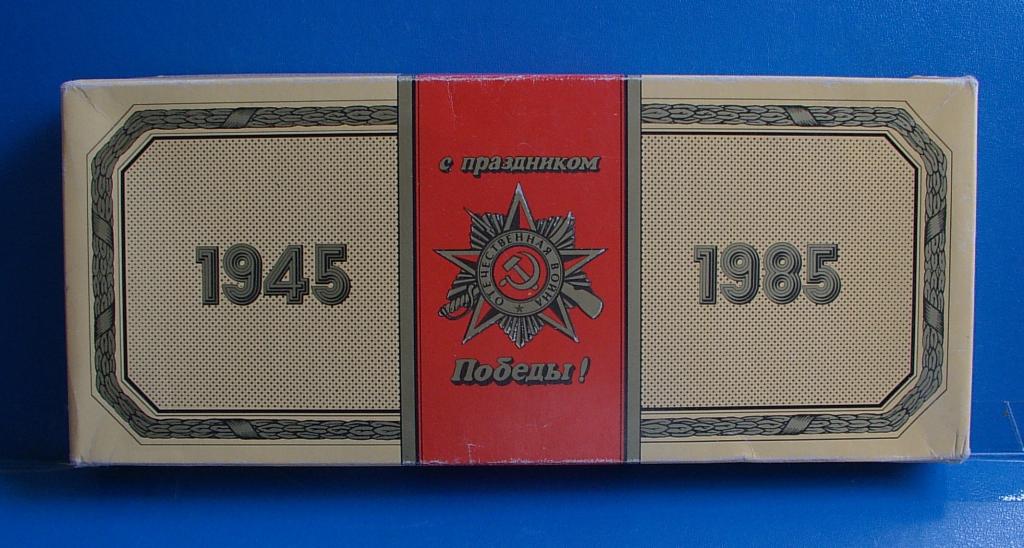 1945
с праздником
ОТЕЧЕСТВЕННАЯ ВОЙНА
Победы!
1985